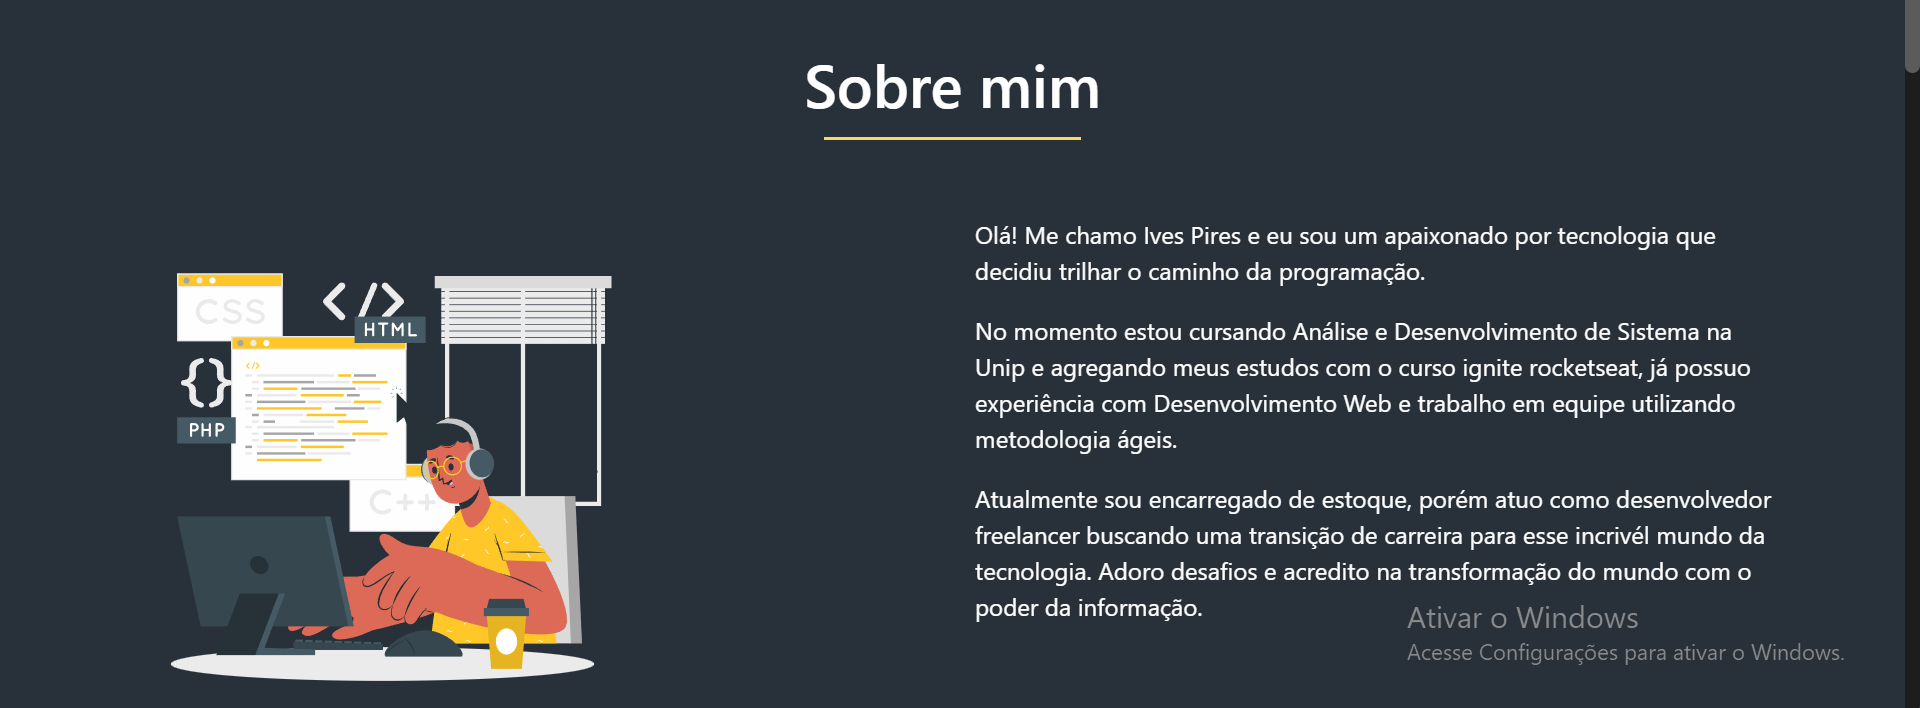 Sobre mim
CSS
</>
HTML
</>
{}
PHP
C++
Olá! Me chamo Ives Pires e eu sou um apaixonado por tecnologia que
decidiu trilhar o caminho da programação.
No momento estou cursando Análise e Desenvolvimento de Sistema na
Unip e agregando meus estudos com o curso ignite rocketseat, já possuo
experiência com Desenvolvimento Web e trabalho em equipe utilizando
metodologia ágeis.
Atualmente sou encarregado de estoque, porém atuo como desenvolvedor
freelancer buscando uma transição de carreira para esse incrivél mundo da
tecnologia. Adoro desafios e acredito na transformação do mundo com o
poder da informação.
Ativar o Windows
Acesse Configurações para ativar o Windows.